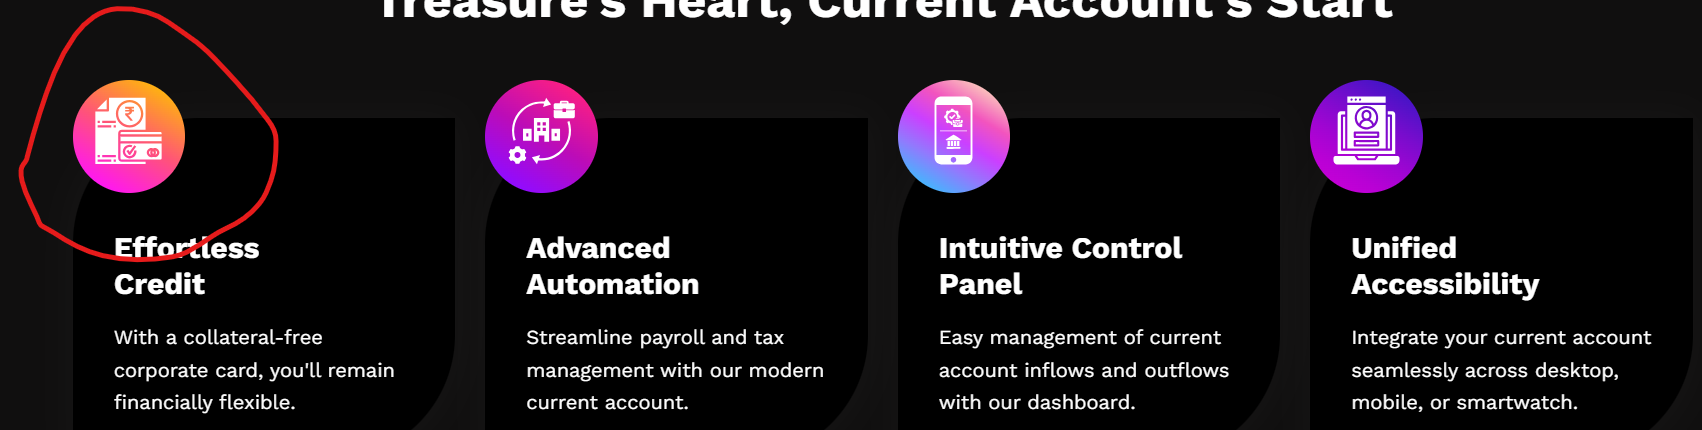 Treasure's Heart, Current Account's Start
₹
Effortless
Credit
With a collateral-free
corporate card, you'll remain
financially flexible.
Advanced
Automation
Streamline payroll and tax
management with our modern
current account.
Intuitive Control
Panel
Easy management of current
account inflows and outflows
with our dashboard.
Unified
Accessibility
Integrate your current account
seamlessly across desktop,
mobile, or smartwatch.